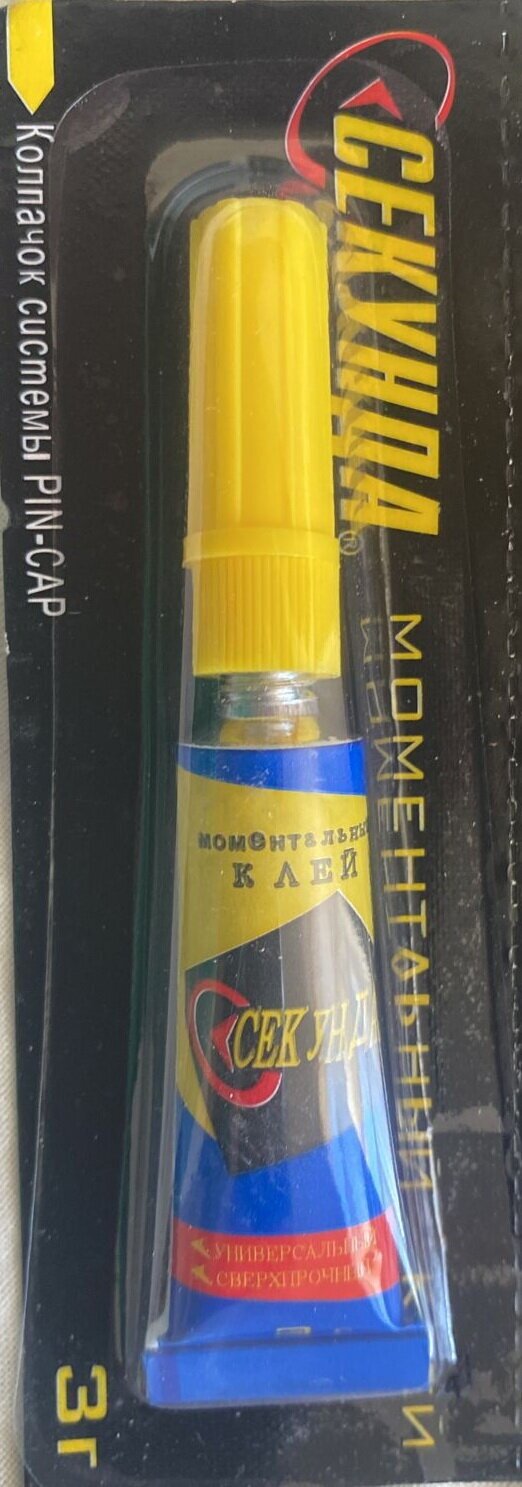 Колпачок системы PIN-CAP
СЕКУНДА®
МОМЕНТАЛЬНЫЙ
моментальный
КЛЕЙ
СЕКУНДА
УНИВЕРСАЛЬНЫЙ
СВЕРХПРОЧНЫЙ
3г